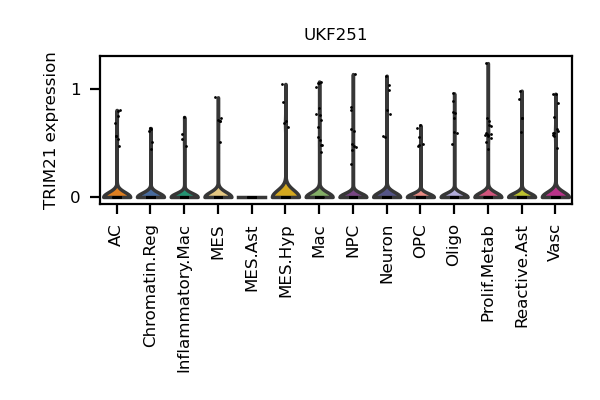 UKF251
TRIM21 expression
1
0
AC
Chromatin.Reg
Inflammatory.Mac
MES
MES.Ast
MES.Hyp
Mac
NPC
Neuron
OPC
Oligo
Prolif.Metab
Reactive.Ast
Vasc